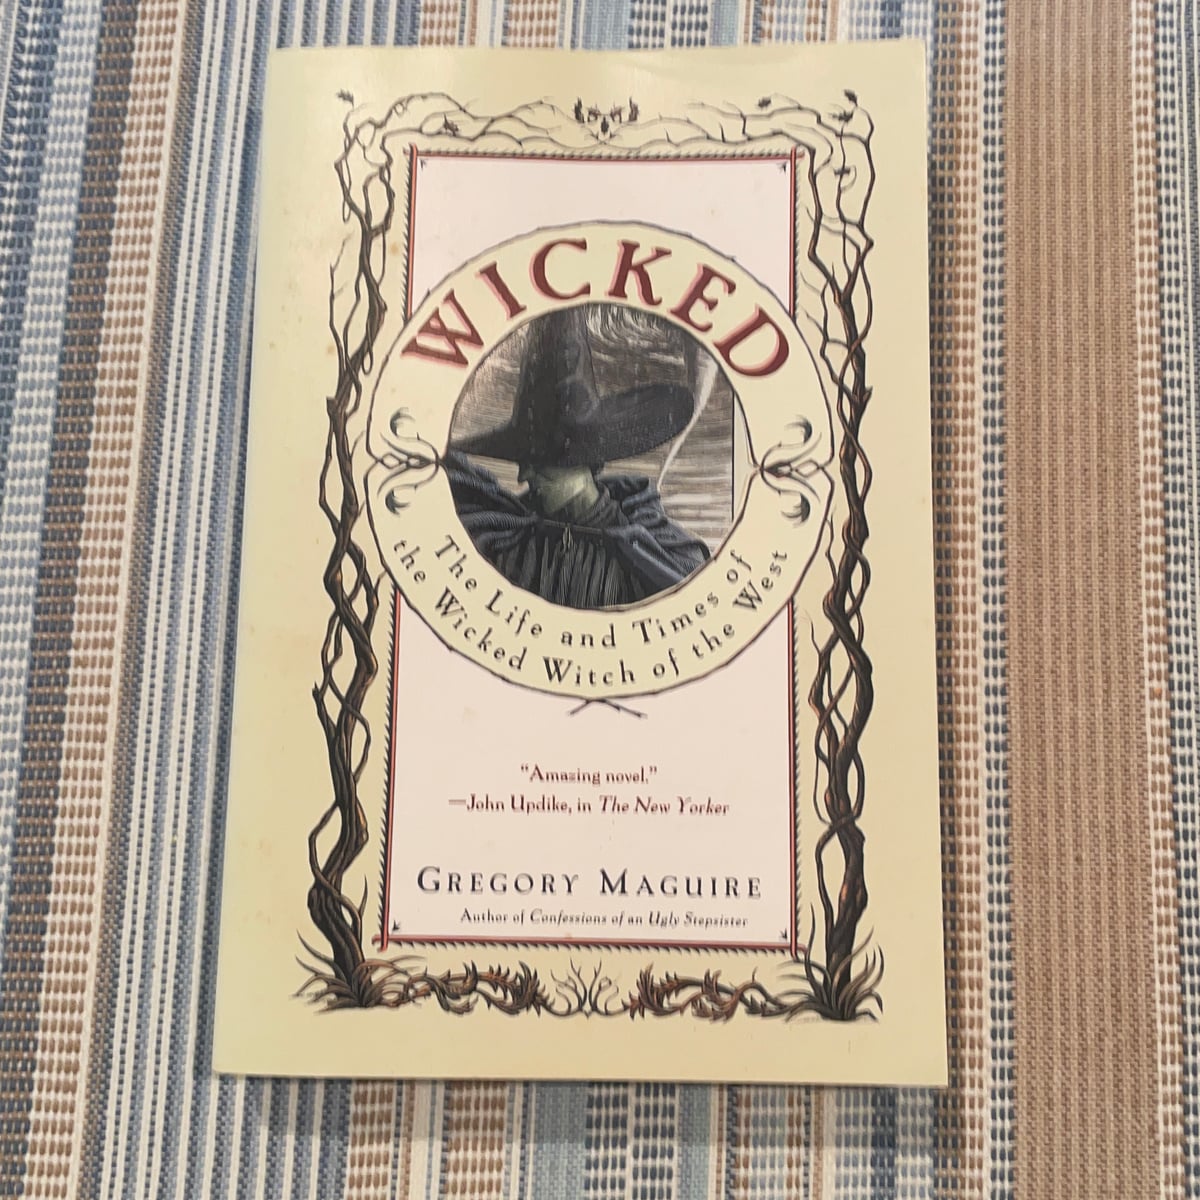 WICKED
The Life and Times of
the Wicked Witch of the West
“Amazing novel,”
—John Updike, in The New Yorker
GREGORY MAGUIRE
Author of Confessions of an Ugly Stepsister